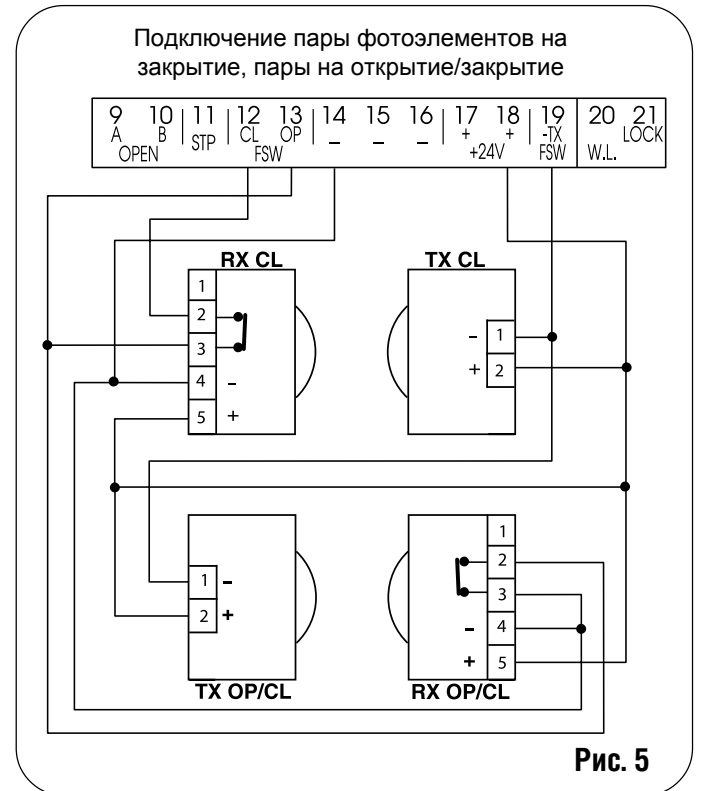 Подключение пары фотоэлементов на
закрытие, пары на открытие/закрытие
9 10 11 12 13 14 15 16 17 18 19 20 21
A B STP CL OP – – – + + -TX LOCK
OPEN FSW +24V FSW W.L.
RX CL TX CL
1
2
3
4 –
5 +
– 1
+ 2
1 –
2 +
1
2
3
– 4
+ 5
TX OP/CL RX OP/CL
Рис. 5